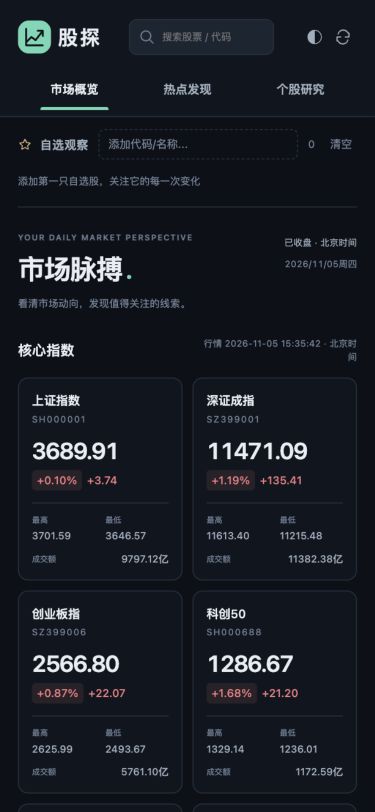 股探
搜索股票 / 代码
市场概览
热点发现
个股研究
自选观察
添加代码/名称...
0
清空
添加第一只自选股，关注它的每一次变化
YOUR DAILY MARKET PERSPECTIVE
已收盘 · 北京时间
市场脉搏.
2026/11/05周四
看清市场动向，发现值得关注的线索。
核心指数
行情 2026-11-05 15:35:42 · 北京时
间
上证指数
SH000001
3689.91
+0.10% +3.74
最高 最低
3701.59 3646.57
成交额 9797.12亿
深证成指
SZ399001
11471.09
+1.19% +135.41
最高 最低
11613.40 11215.48
成交额 11382.38亿
创业板指
SZ399006
2566.80
+0.87% +22.07
最高 最低
2625.99 2493.67
成交额 5761.10亿
科创50
SH000688
1286.67
+1.68% +21.20
最高 最低
1329.14 1236.01
成交额 1172.59亿